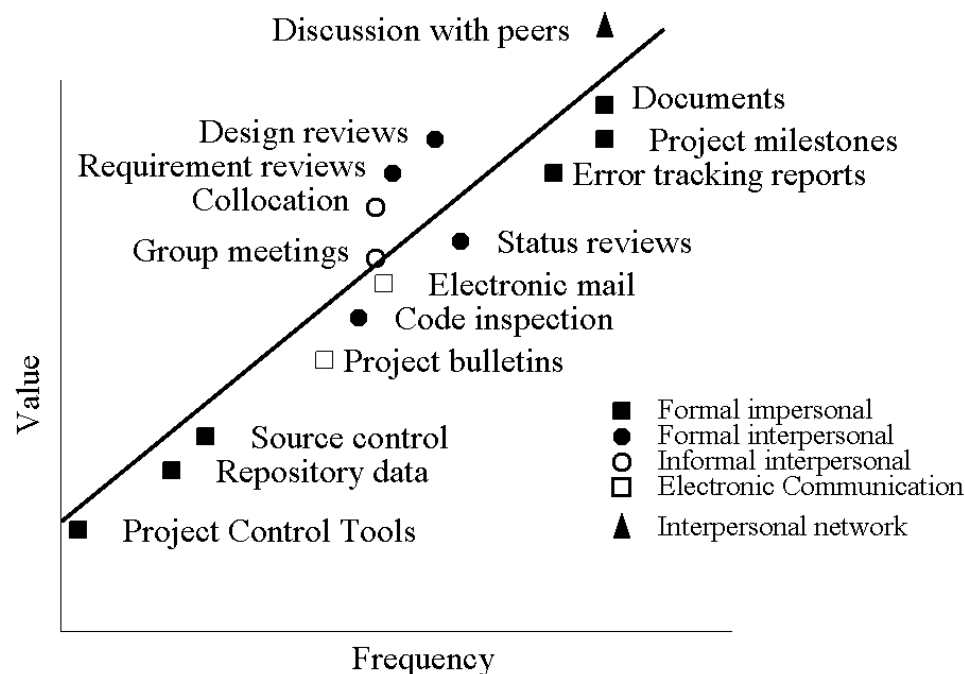 Discussion with peers
Documents
Design reviews
Project milestones
Requirement reviews
Error tracking reports
Collocation
Group meetings
Status reviews
Electronic mail
Code inspection
Project bulletins
Value
Formal impersonal
Source control
Formal interpersonal
Informal interpersonal
Repository data
Electronic Communication
Project Control Tools
Interpersonal network
Frequency